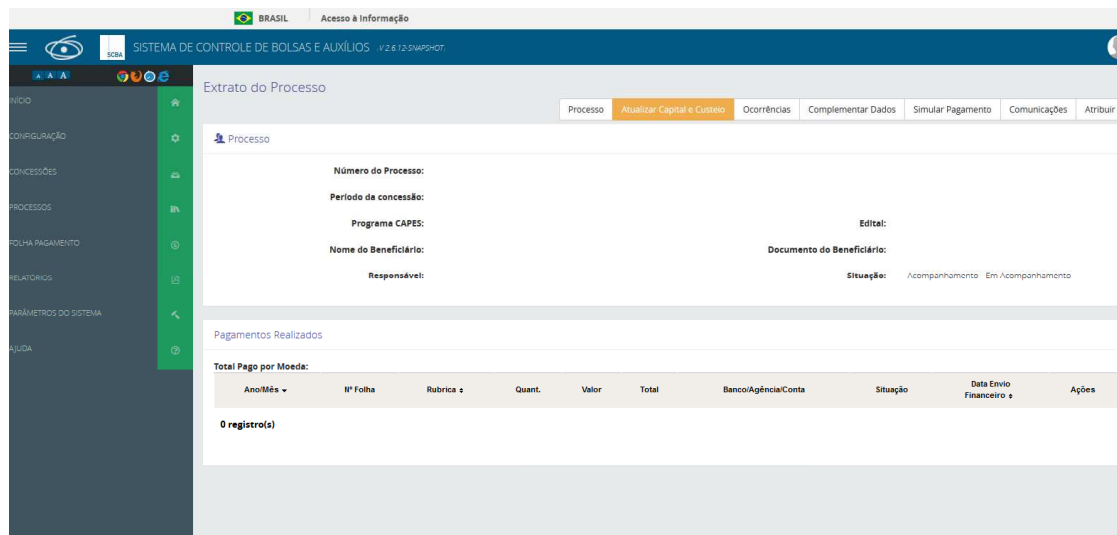 BRASIL Acesso à Informação
SCBA SISTEMA DE CONTROLE DE BOLSAS E AUXÍLIOS .V 2.6.12-SNAPSHOT.
A A A
INÍCIO
CONFIGURAÇÃO
CONCESSÕES
PROCESSOS
FOLHA PAGAMENTO
RELATÓRIOS
PARÂMETROS DO SISTEMA
AJUDA
Extrato do Processo
Processo Atualizar Capital e Custeio Ocorrências Complementar Dados Simular Pagamento Comunicações Atribuir
Processo
Número do Processo:
Período da concessão:
Programa CAPES: Edital:
Nome do Beneficiário: Documento do Beneficiário:
Responsável: Situação: Acompanhamento Em Acompanhamento
Pagamentos Realizados
Total Pago por Moeda:
Ano/Mês Nº Folha Rubrica Quant. Valor Total Banco/Agência/Conta Situação Data Envio Financeiro Ações
0 registro(s)